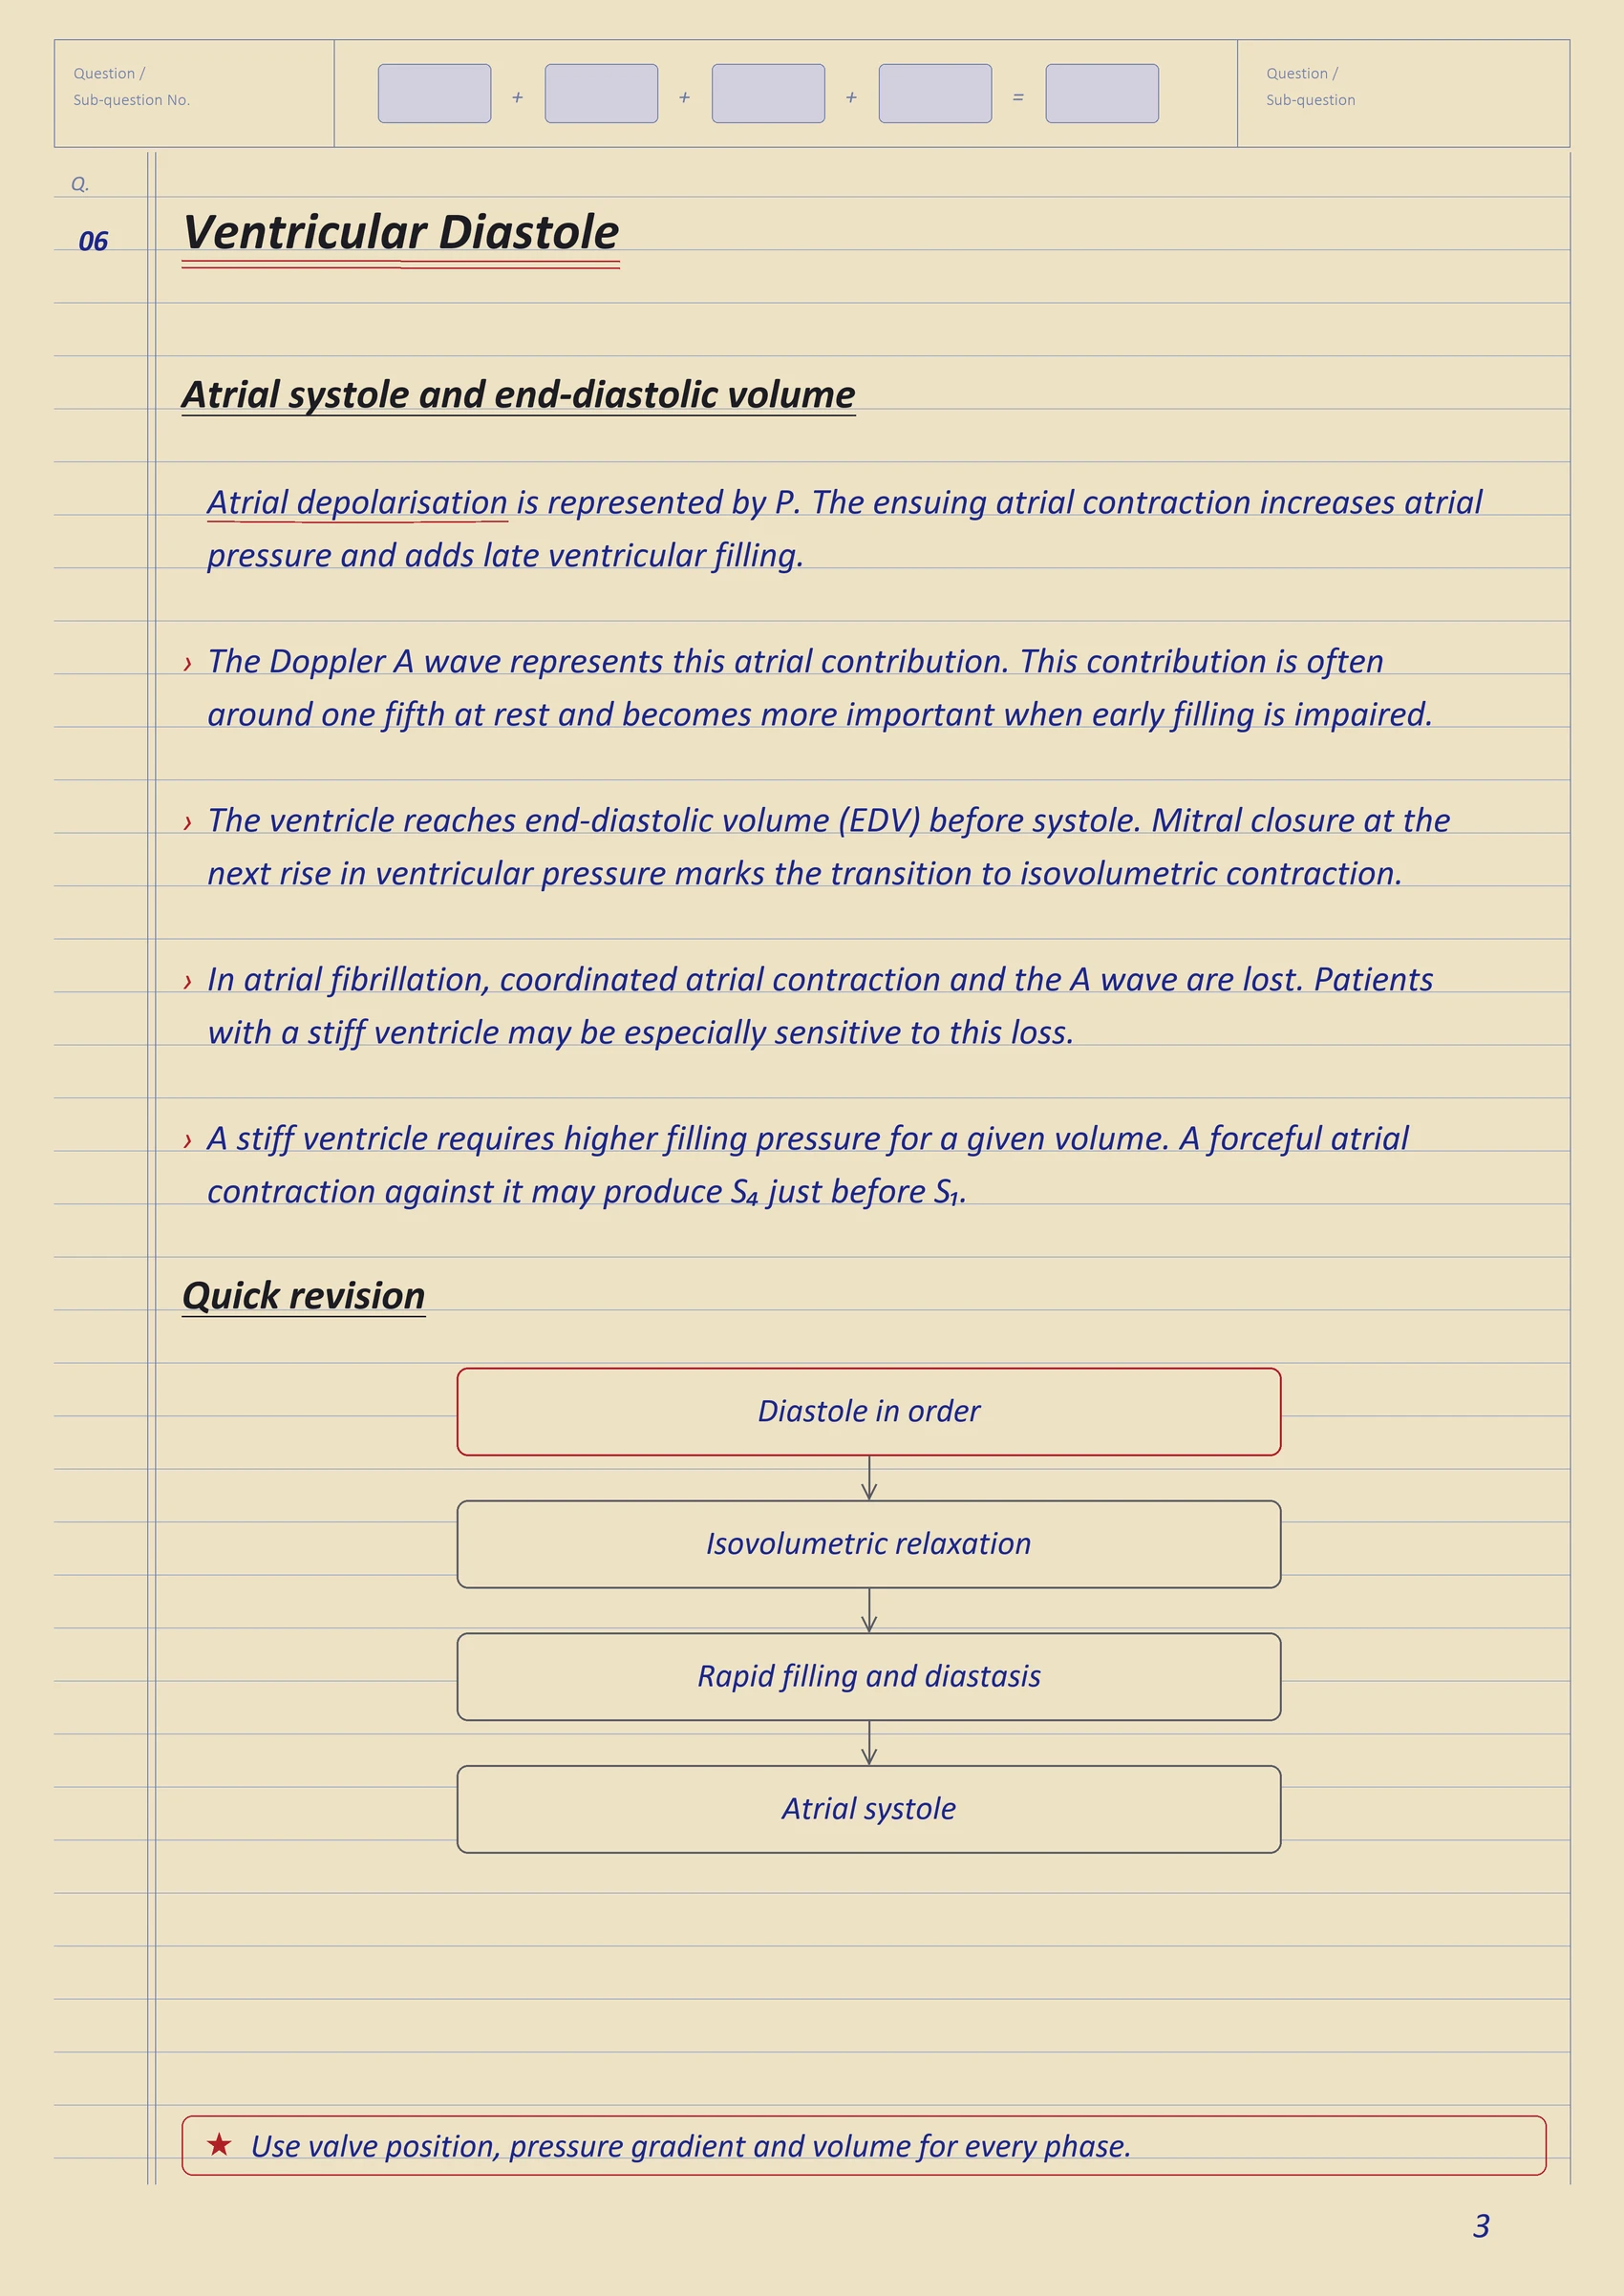 Question /
Sub-question No.
+ + + =
Question /
Sub-question
Q.
06
Ventricular Diastole
Atrial systole and end-diastolic volume
Atrial depolarisation is represented by P. The ensuing atrial contraction increases atrial
pressure and adds late ventricular filling.
› The Doppler A wave represents this atrial contribution. This contribution is often
around one fifth at rest and becomes more important when early filling is impaired.
› The ventricle reaches end-diastolic volume (EDV) before systole. Mitral closure at the
next rise in ventricular pressure marks the transition to isovolumetric contraction.
› In atrial fibrillation, coordinated atrial contraction and the A wave are lost. Patients
with a stiff ventricle may be especially sensitive to this loss.
› A stiff ventricle requires higher filling pressure for a given volume. A forceful atrial
contraction against it may produce S₄ just before S₁.
Quick revision
Diastole in order
Isovolumetric relaxation
Rapid filling and diastasis
Atrial systole
★ Use valve position, pressure gradient and volume for every phase.
3